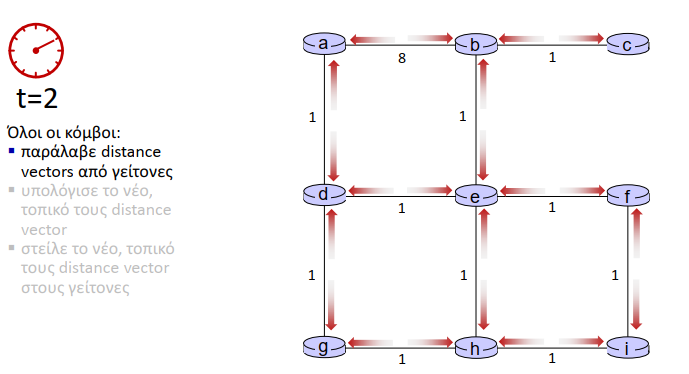 t=2
Όλοι οι κόμβοι:
παράλαβε distance
vectors από γείτονες
υπολόγισε το νέο,
τοπικό τους distance
vector
στείλε το νέο, τοπικό
τους distance vector
στους γείτονες
a b c
8 1
1 1
d e f
1 1
1 1 1
g h i
1 1